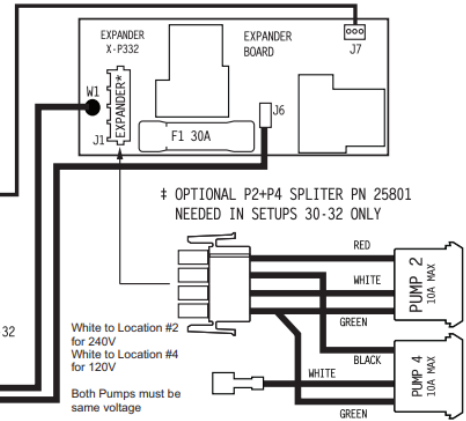 EXPANDER
X-P332
EXPANDER
BOARD
J7
W1
EXPANDER*
J1
F1 30A
J6
‡ OPTIONAL P2+P4 SPLITER PN 25801
NEEDED IN SETUPS 30-32 ONLY
RED
WHITE
GREEN
PUMP 2
10A MAX
32
White to Location #2
for 240V
White to Location #4
for 120V
Both Pumps must be
same voltage
BLACK
WHITE
GREEN
PUMP 4
10A MAX